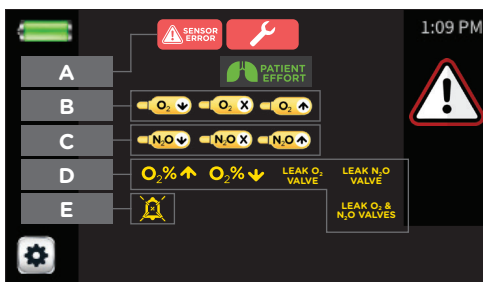 SENSOR
ERROR
1:09 PM
A
PATIENT
EFFORT
B
O₂
O₂ X
O₂
C
N₂O
N₂O X
N₂O
D
O₂%
O₂%
LEAK O₂
VALVE
LEAK N₂O
VALVE
E
LEAK O₂ &
N₂O VALVES